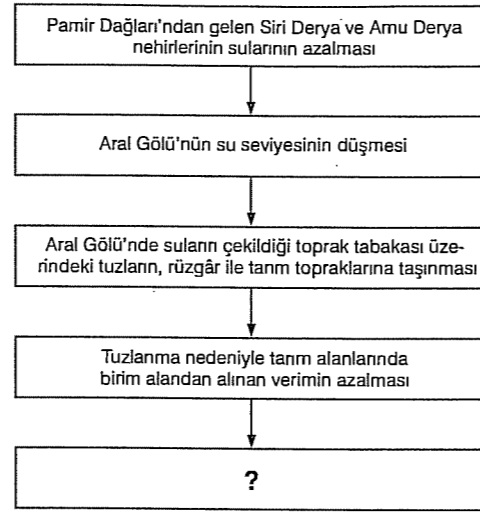 Pamir Dağları'ndan gelen Siri Derya ve Amu Derya
nehirlerinin sularının azalması
Aral Gölü'nün su seviyesinin düşmesi
Aral Gölü'nde suların çekildiği toprak tabakası üze-
rindeki tuzların, rüzgâr ile tarım topraklarına taşınması
Tuzlanma nedeniyle tarım alanlarında
birim alandan alınan verimin azalması
?